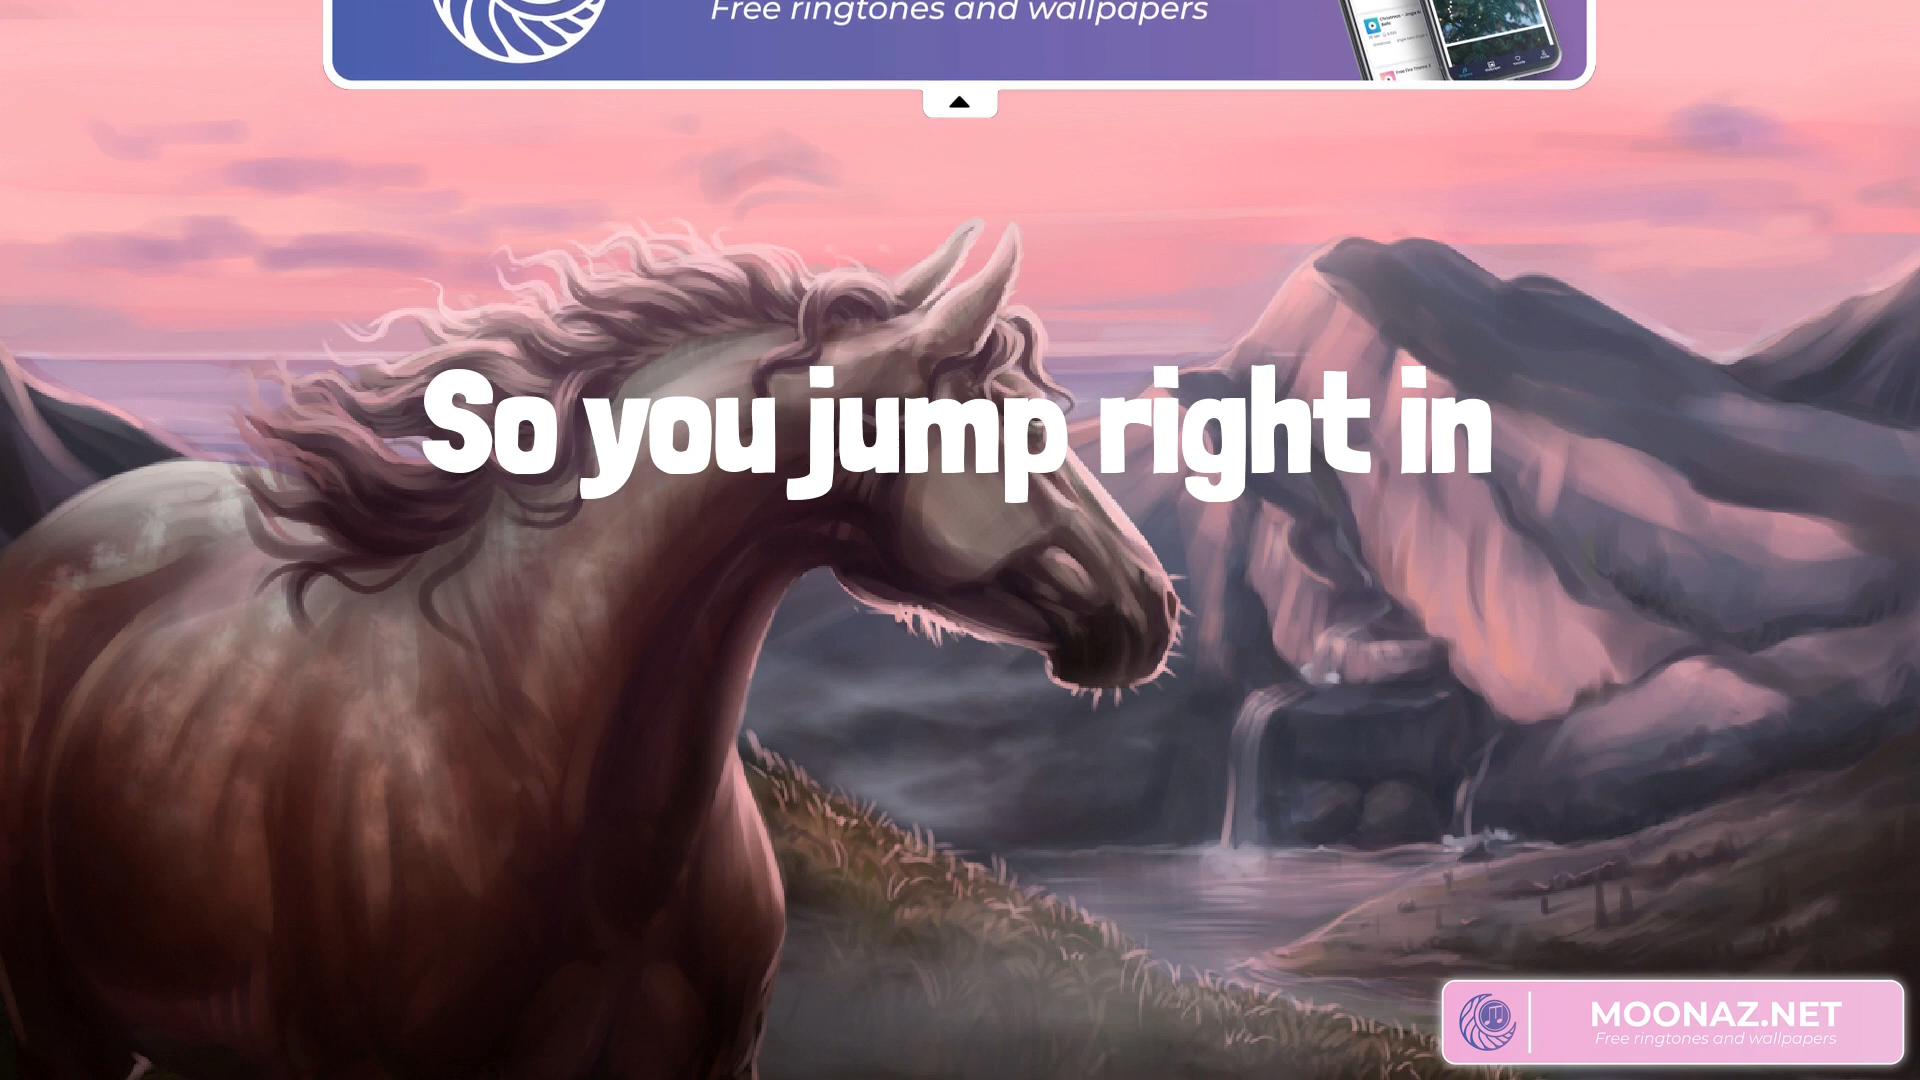 Free ringtones and wallpapers
So you jump right in
MOONAZ.NET
Free ringtones and wallpapers